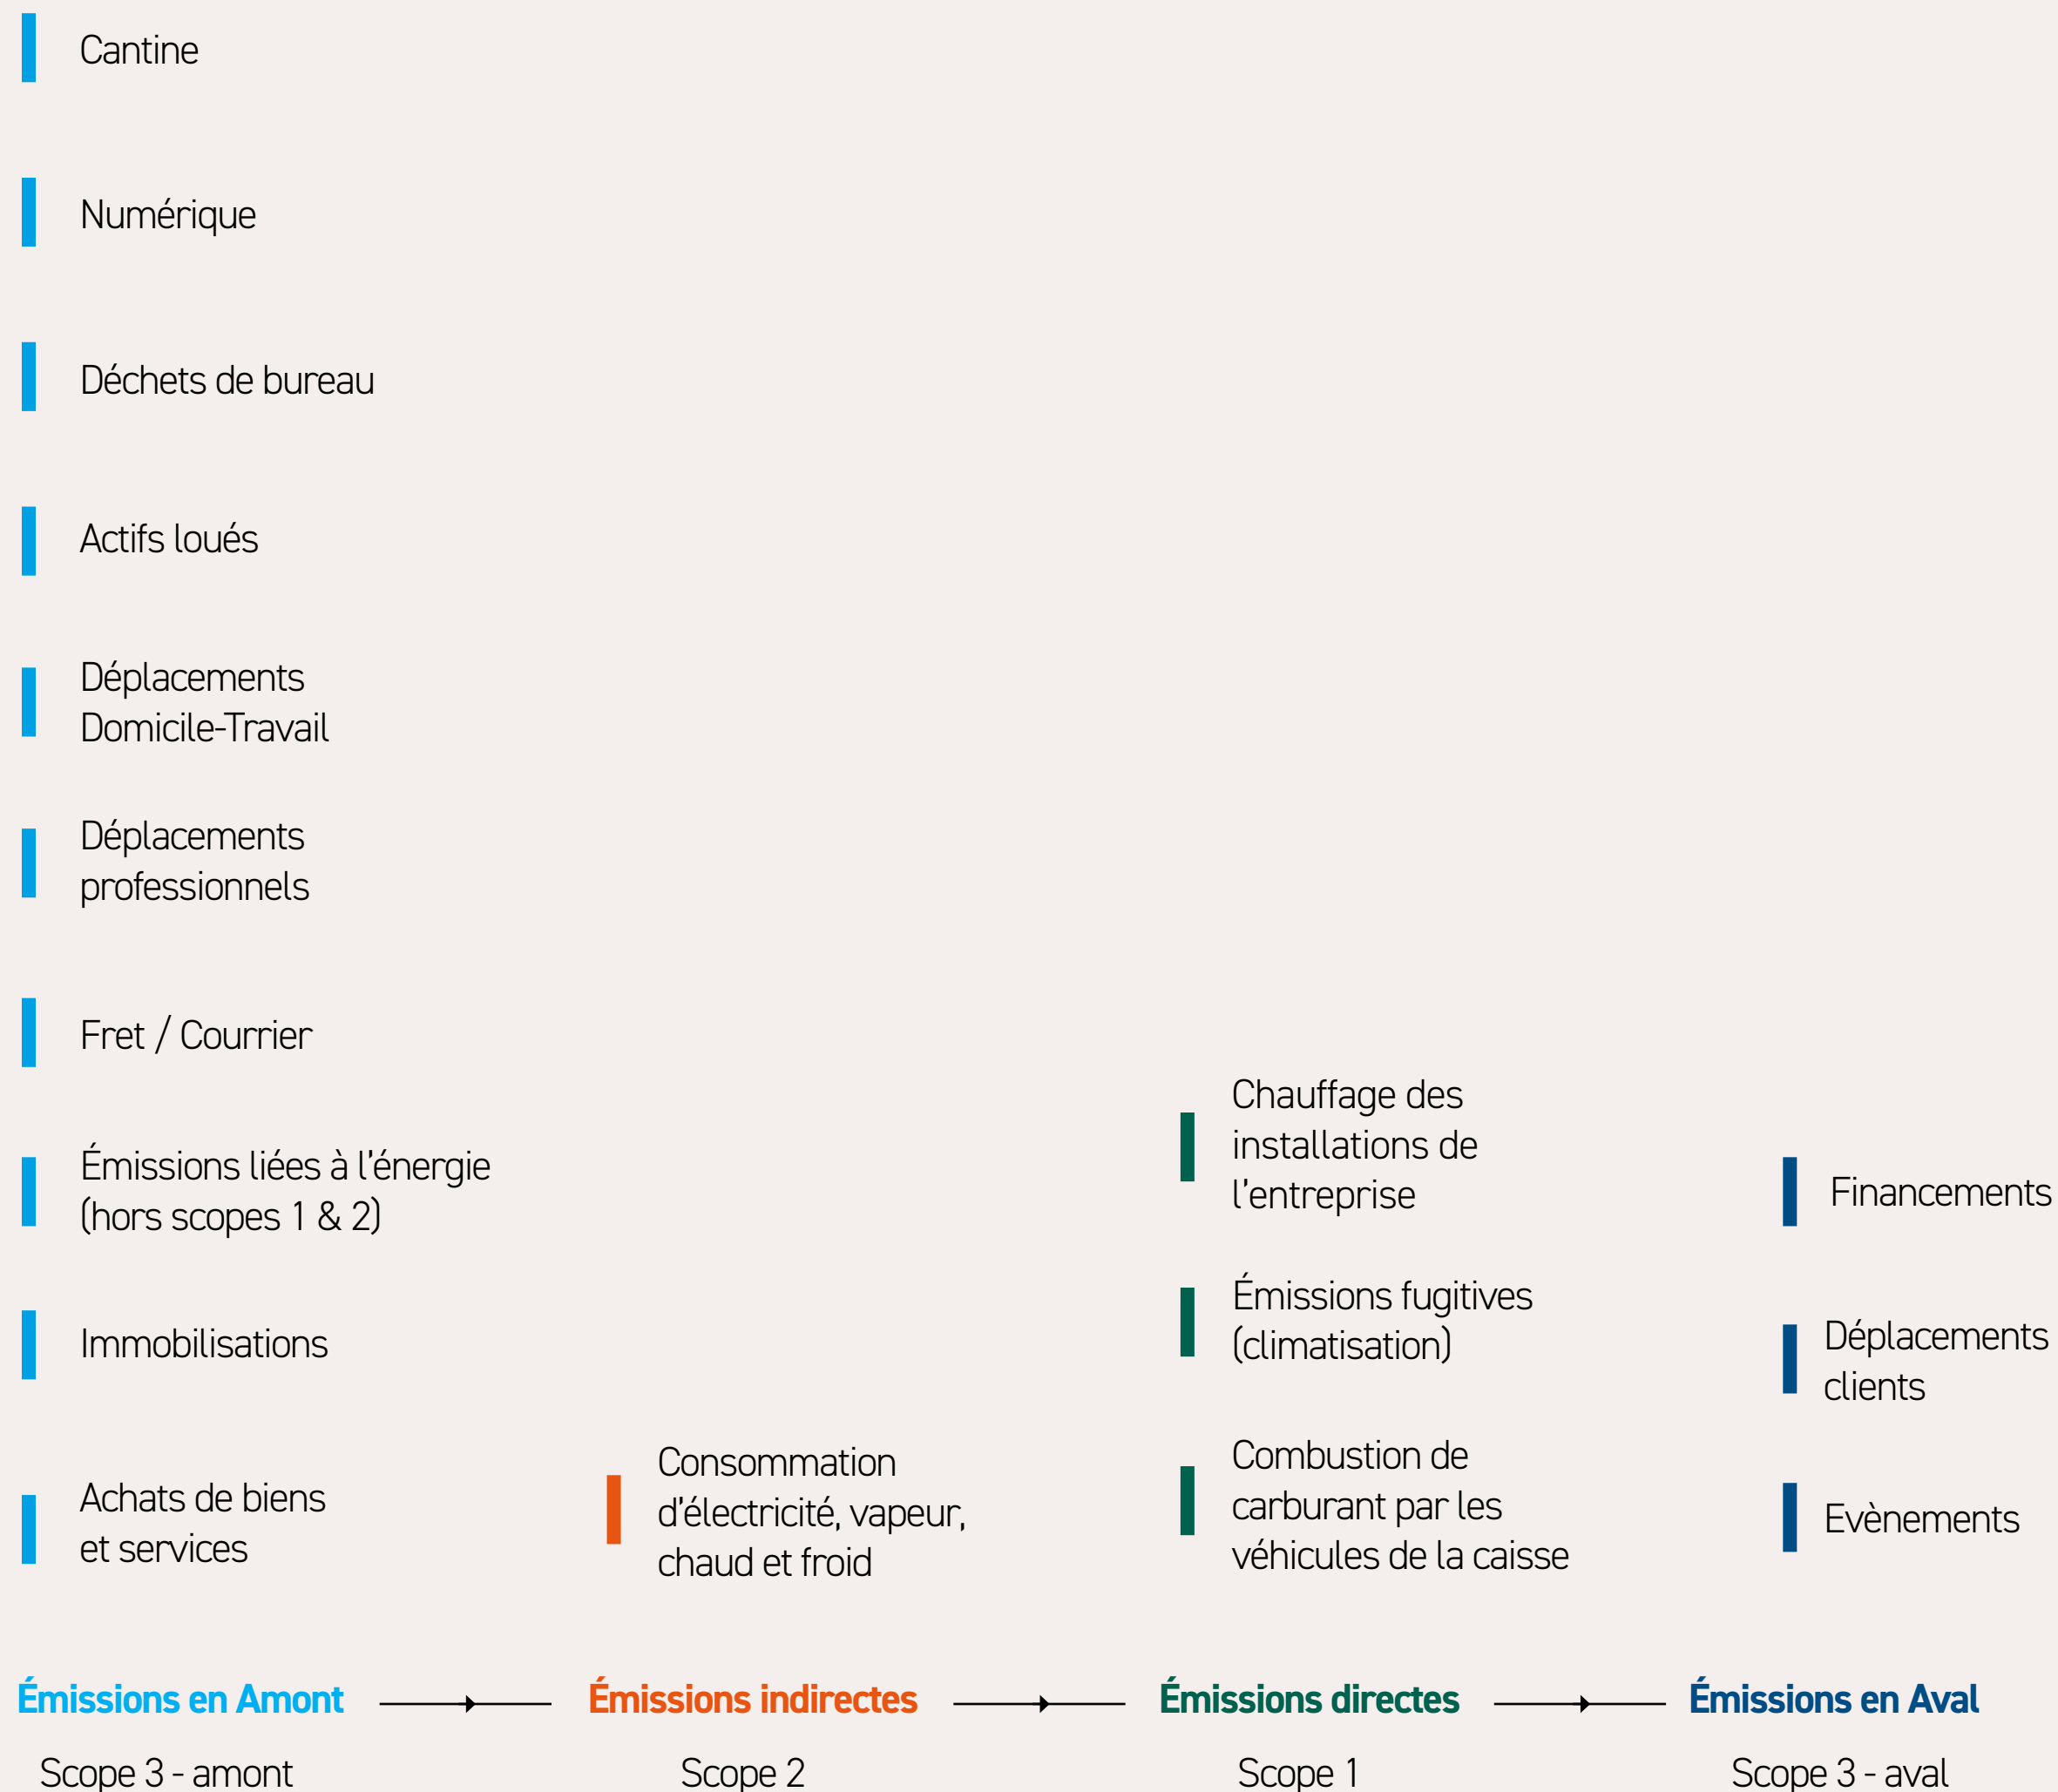 Cantine
Numérique
Déchets de bureau
Actifs loués
Déplacements
Domicile-Travail
Déplacements
professionnels
Fret / Courrier
Émissions liées à l'énergie
(hors scopes 1 & 2)
Immobilisations
Achats de biens
et services
Émissions en Amont
Scope 3 - amont
Consommation
d'électricité, vapeur,
chaud et froid
Émissions indirectes
Scope 2
Chauffage des
installations de
l'entreprise
Émissions fugitives
(climatisation)
Combustion de
carburant par les
véhicules de la caisse
Émissions directes
Scope 1
Financements
Déplacements
clients
Evènements
Émissions en Aval
Scope 3 - aval